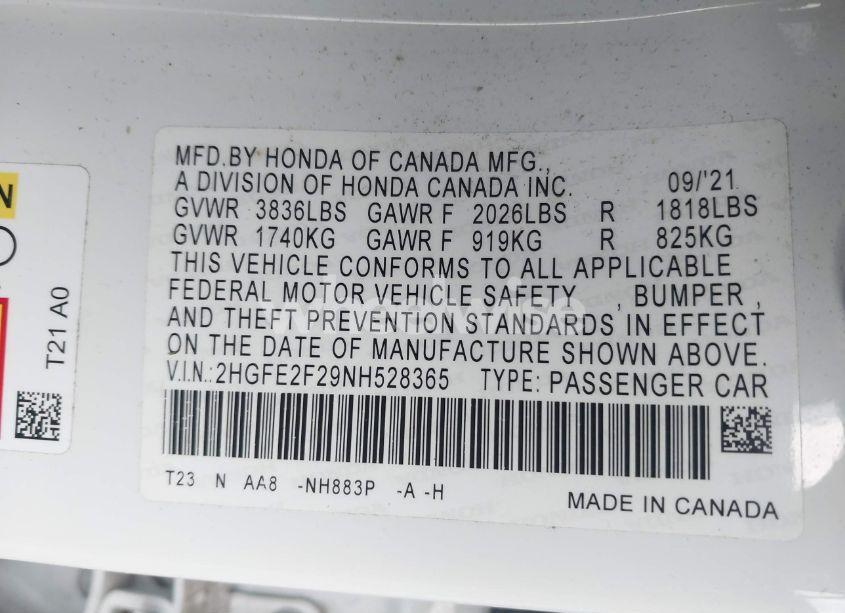 MFD.BY HONDA OF CANADA MFG.,
A DIVISION OF HONDA CANADA INC. 09/'21
GVWR 3836LBS GAWR F 2026LBS R 1818LBS
GVWR 1740KG GAWR F 919KG R 825KG
THIS VEHICLE CONFORMS TO ALL APPLICABLE
FEDERAL MOTOR VEHICLE SAFETY , BUMPER ,
AND THEFT PREVENTION STANDARDS IN EFFECT
ON THE DATE OF MANUFACTURE SHOWN ABOVE.
V.I.N.:2HGFE2F29NH528365 TYPE: PASSENGER CAR
T23 N AA8 -NH883P -A -H
MADE IN CANADA
N
T21 A0